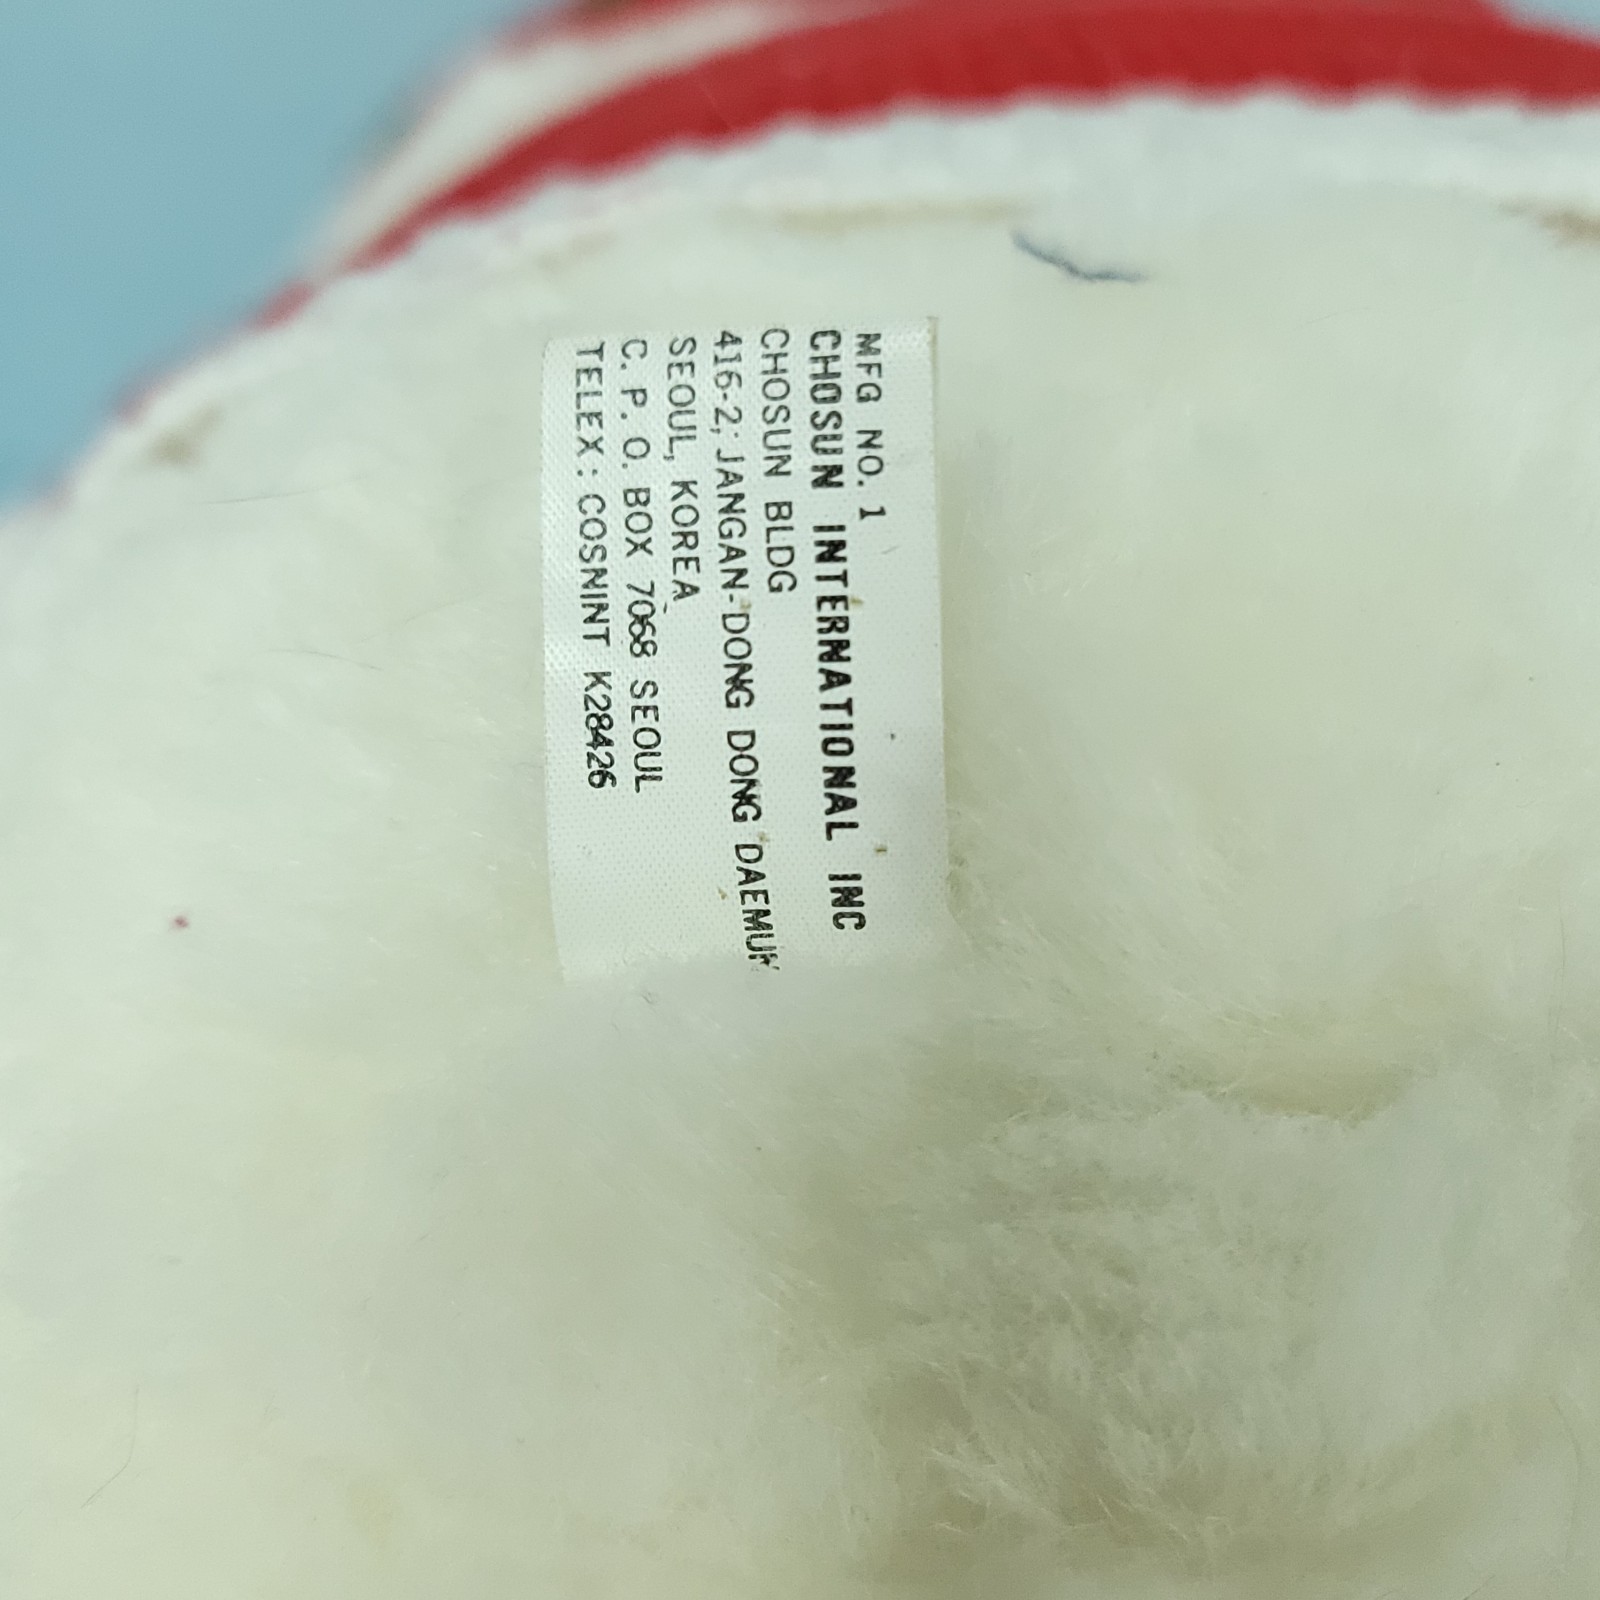 MFG NO. 1
CHOSUN INTERNATIONAL INC
CHOSUN BLDG
416-2; JANGAN-DONG DONG DAEMUN
SEOUL, KOREA
C. P. O. BOX 7068 SEOUL
TELEX: COSNINT K28426